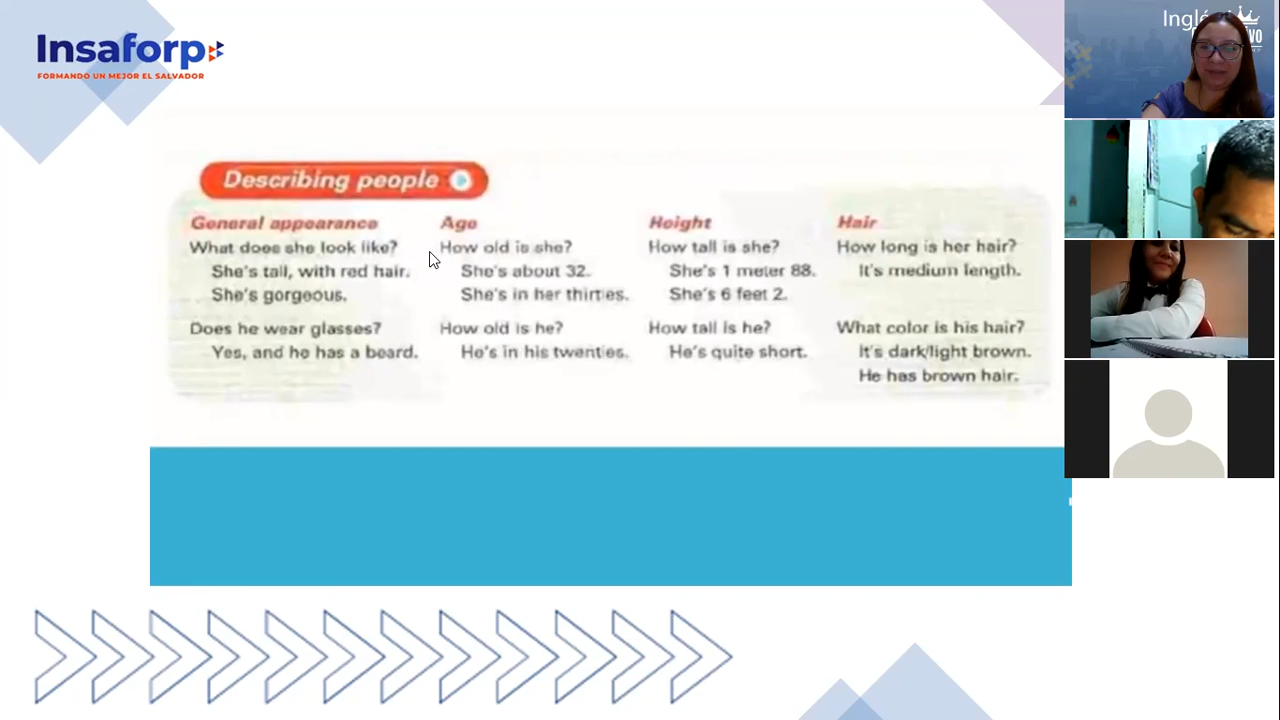 Insaforp
FORMANDO UN MEJOR EL SALVADOR
Describing people
General appearance
What does she look like?
She's tall, with red hair.
She's gorgeous.
Does he wear glasses?
Yes, and he has a beard.
Age
How old is she?
She's about 32.
She's in her thirties.
How old is he?
He's in his twenties.
Height
How tall is she?
She's 1 meter 88.
She's 6 feet 2.
How tall is he?
He's quite short.
Hair
How long is her hair?
It's medium length.
What color is his hair?
It's dark/light brown.
He has brown hair.